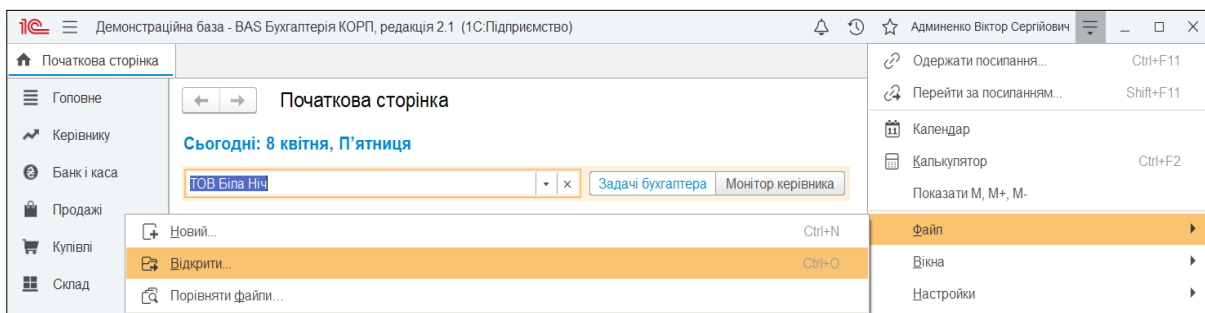 1С Демонстраційна база - BAS Бухгалтерія КОРП, редакція 2.1 (1С:Підприємство) Админенко Віктор Сергійович
Початкова сторінка
Головне
Керівнику
Банк і каса
Продажі
Купівлі
Склад
Початкова сторінка
Сьогодні: 8 квітня, П’ятниця
ТОВ Біла Ніч Задачі бухгалтера Монітор керівника
Новий... Ctrl+N
Відкрити... Ctrl+O
Порівняти файли...
Одержати посилання... Ctrl+F11
Перейти за посиланням... Shift+F11
Календар
Калькулятор Ctrl+F2
Показати M, M+, M-
Файл
Вікна
Настройки